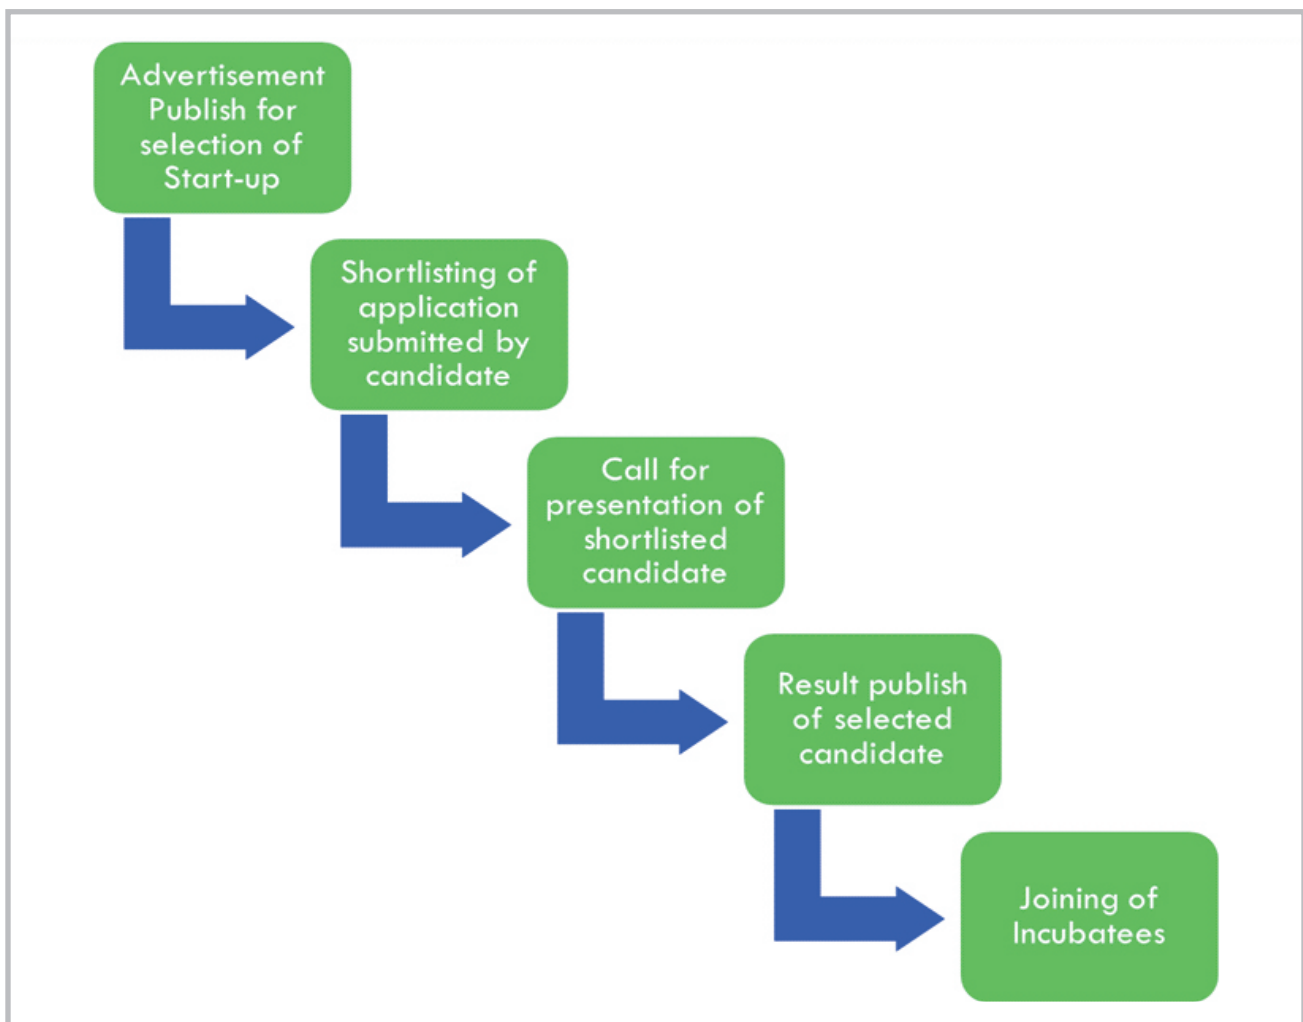 Advertisement
Publish for
selection of
Start-up
Shortlisting of
application
submitted by
candidate
Call for
presentation of
shortlisted
candidate
Result publish
of selected
candidate
Joining of
Incubatees